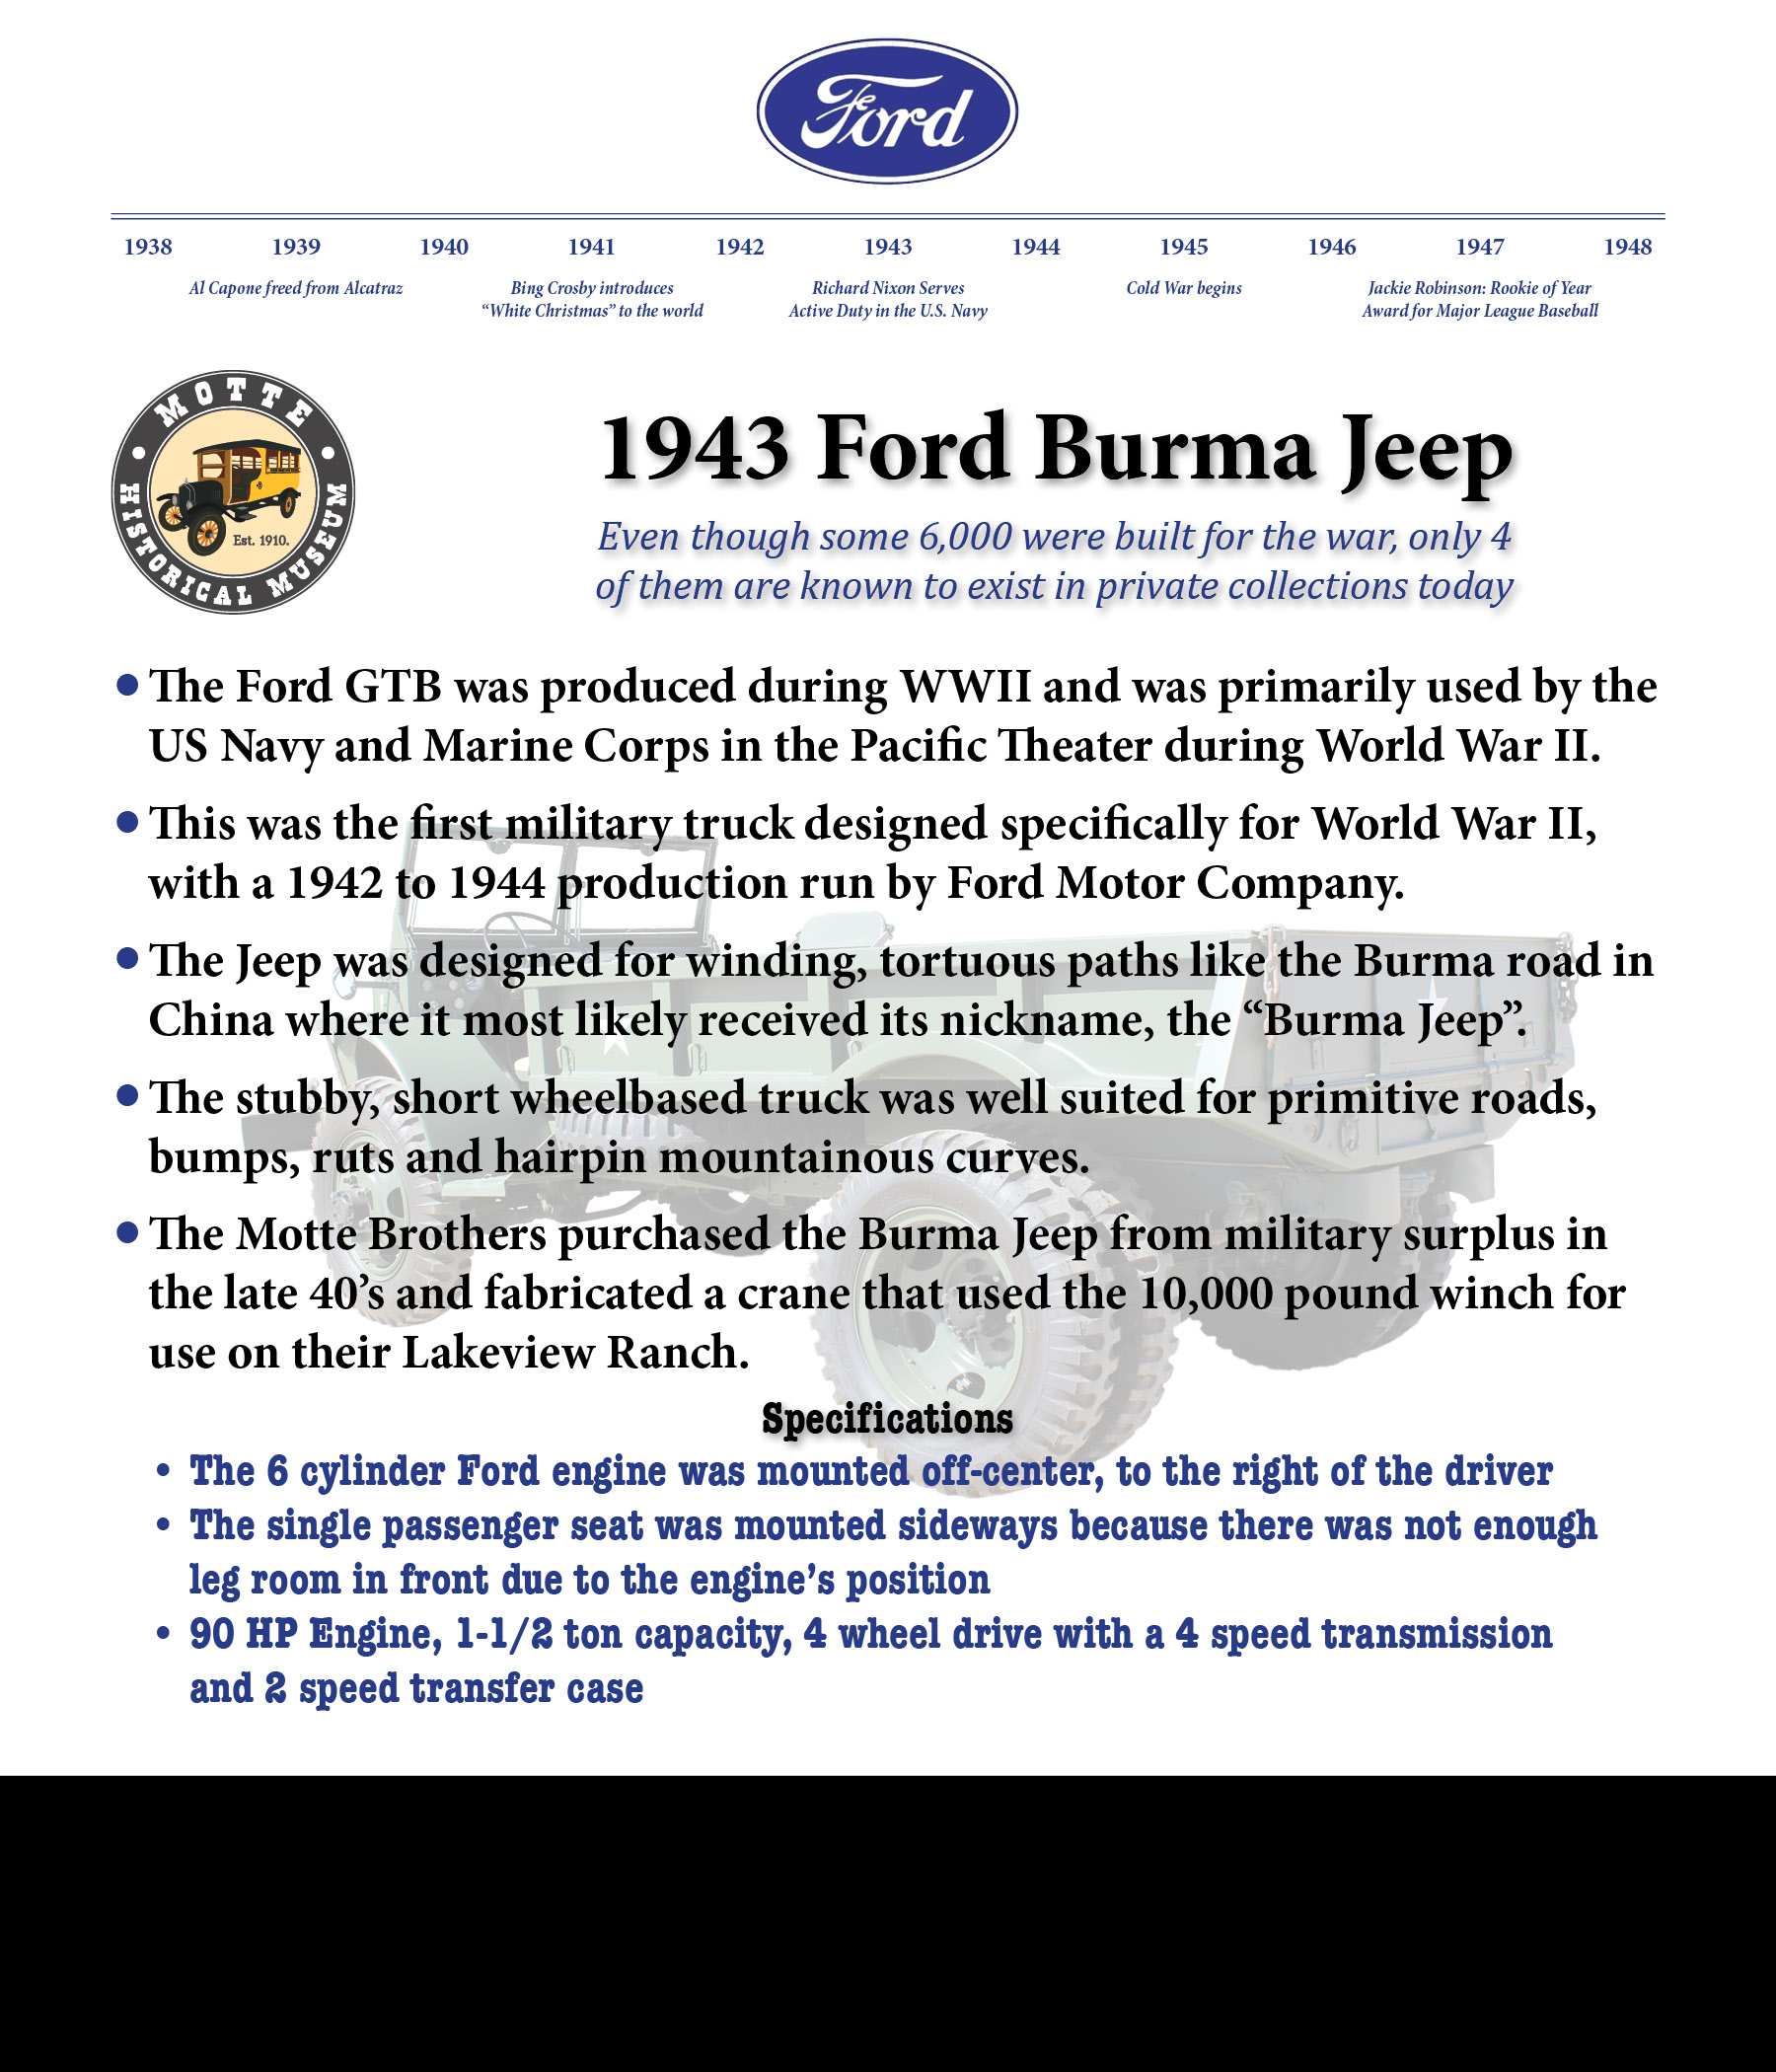 Ford
1938 1939 1940 1941 1942 1943 1944 1945 1946 1947 1948
Al Capone freed from Alcatraz
Bing Crosby introduces
“White Christmas” to the world
Richard Nixon Serves
Active Duty in the U.S. Navy
Cold War begins
Jackie Robinson: Rookie of Year
Award for Major League Baseball
MOTTE
Est. 1910.
HISTORICAL MUSEUM
1943 Ford Burma Jeep
Even though some 6,000 were built for the war, only 4
of them are known to exist in private collections today
• The Ford GTB was produced during WWII and was primarily used by the
US Navy and Marine Corps in the Pacific Theater during World War II.
• This was the first military truck designed specifically for World War II,
with a 1942 to 1944 production run by Ford Motor Company.
• The Jeep was designed for winding, tortuous paths like the Burma road in
China where it most likely received its nickname, the “Burma Jeep”.
• The stubby, short wheelbased truck was well suited for primitive roads,
bumps, ruts and hairpin mountainous curves.
• The Motte Brothers purchased the Burma Jeep from military surplus in
the late 40’s and fabricated a crane that used the 10,000 pound winch for
use on their Lakeview Ranch.
Specifications
• The 6 cylinder Ford engine was mounted off-center, to the right of the driver
• The single passenger seat was mounted sideways because there was not enough
leg room in front due to the engine’s position
• 90 HP Engine, 1-1/2 ton capacity, 4 wheel drive with a 4 speed transmission
and 2 speed transfer case